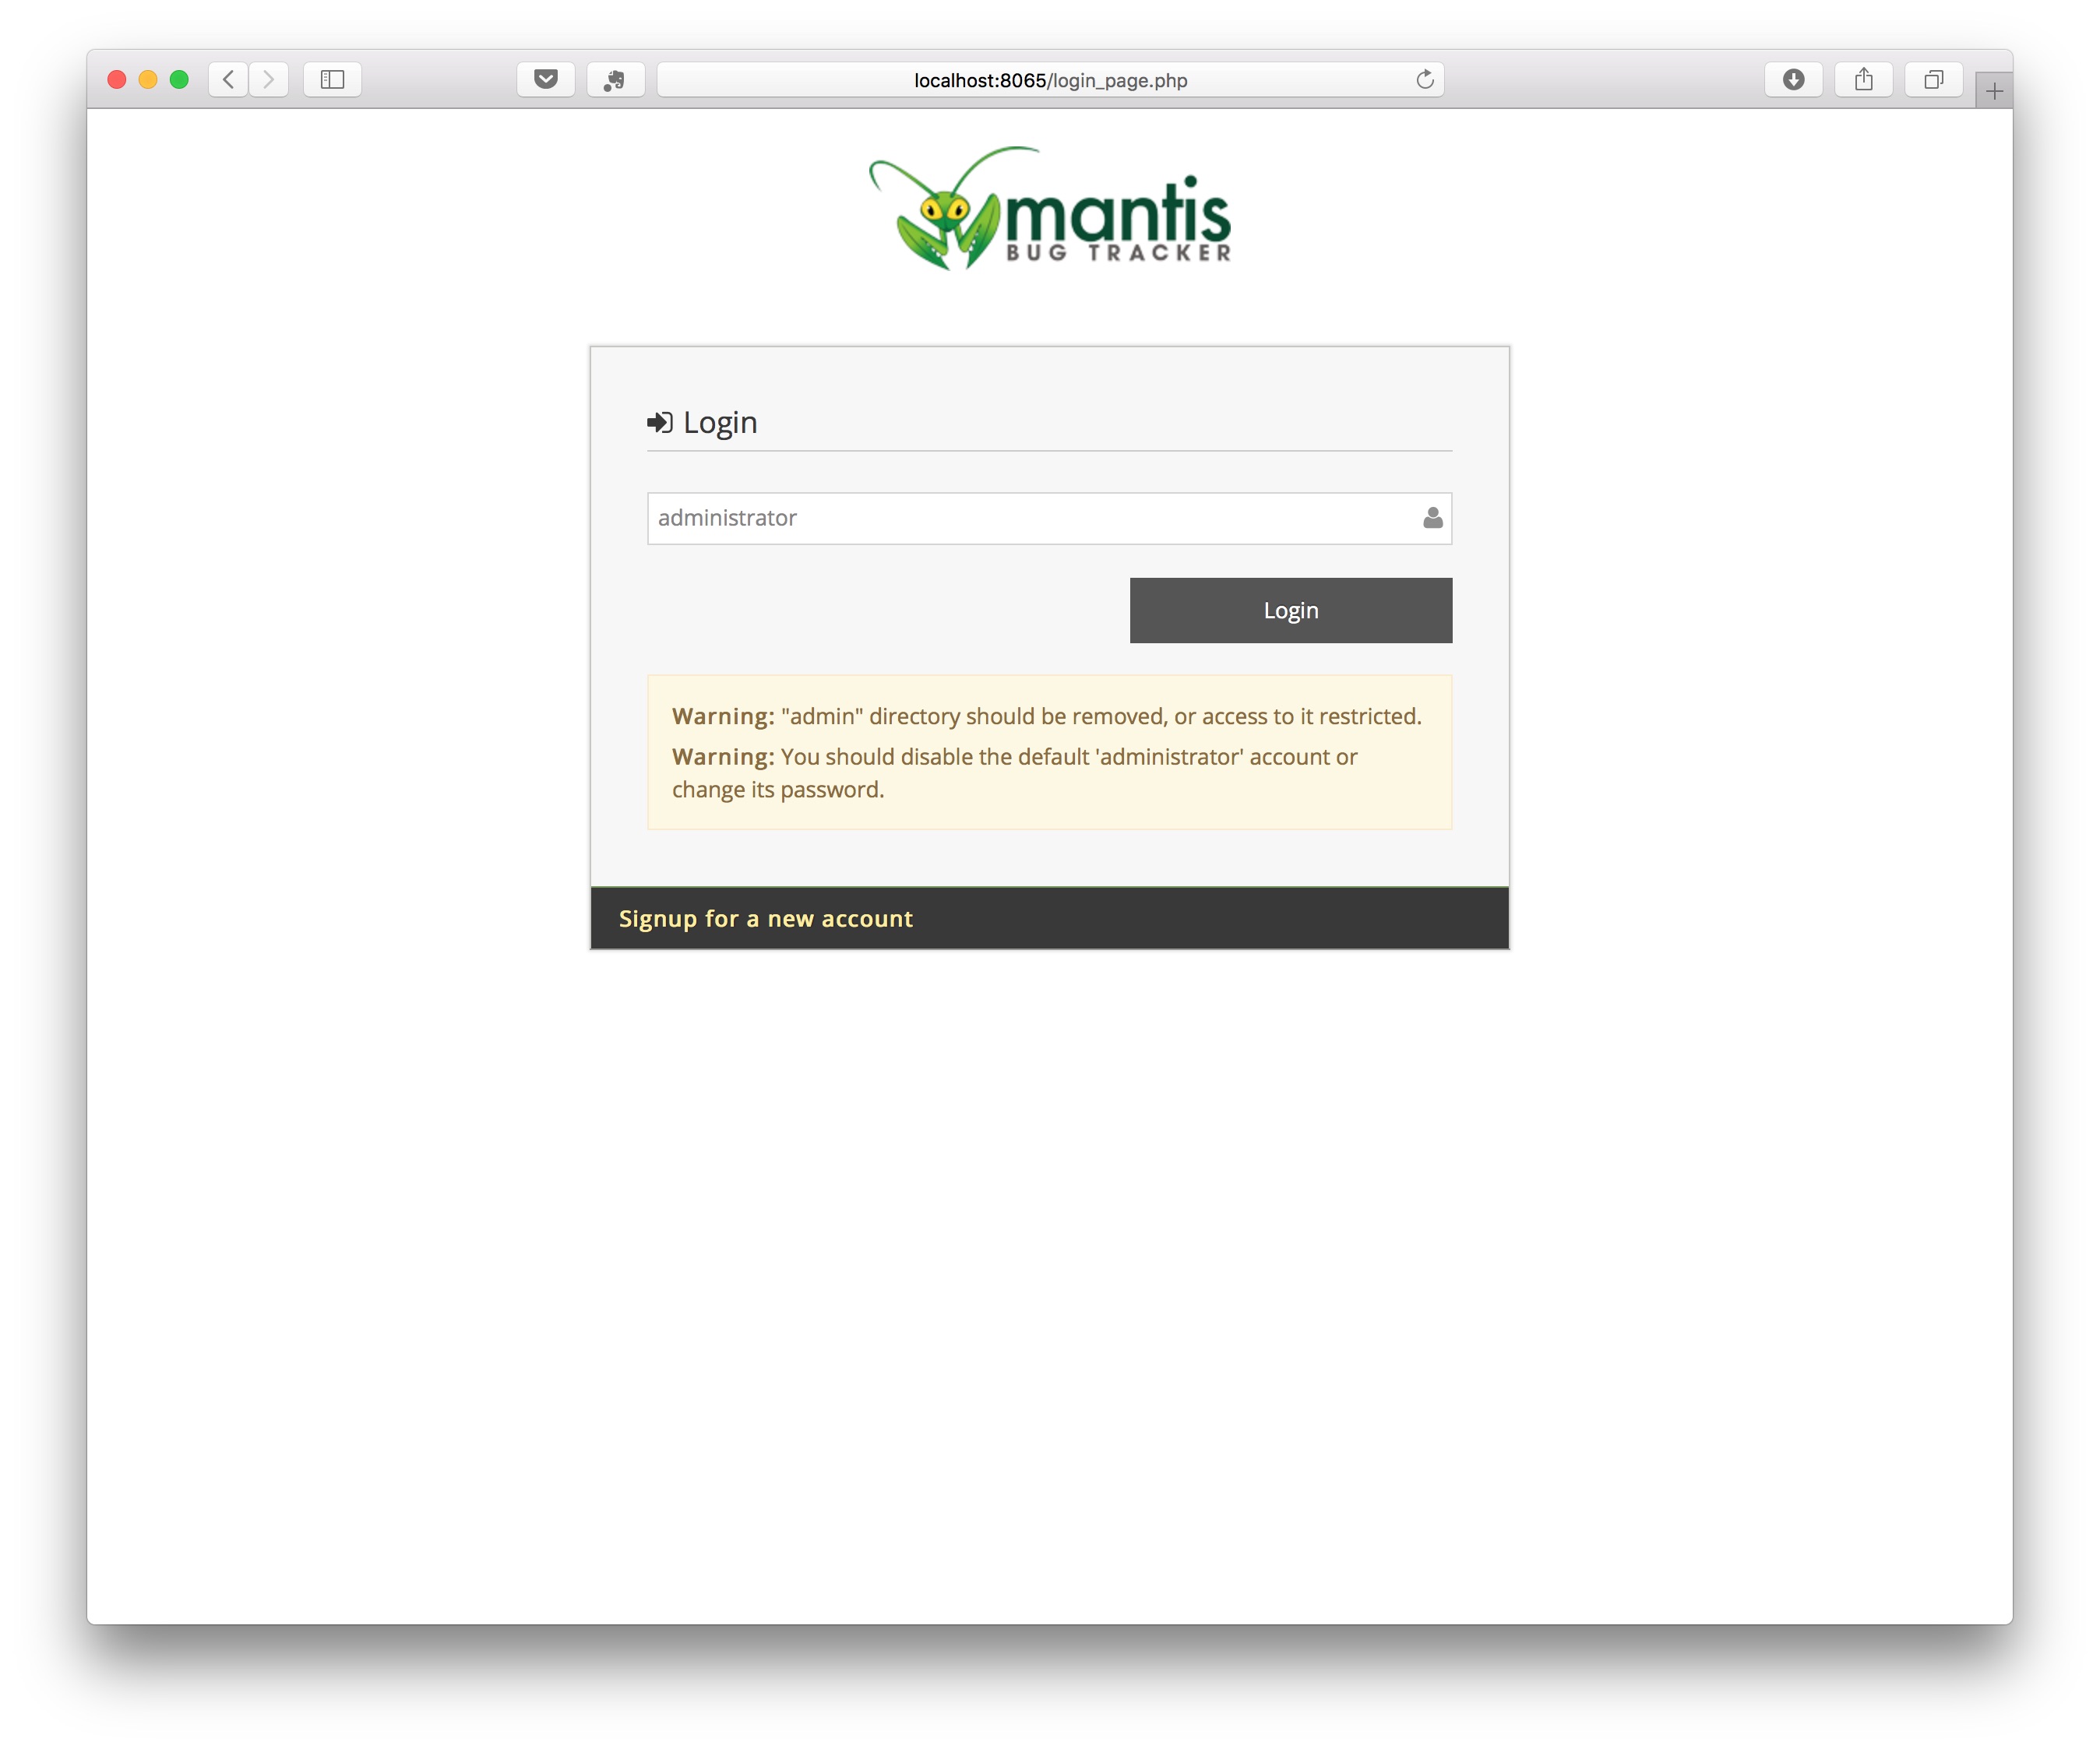 localhost:8065/login_page.php
mantis
BUG TRACKER
Login
administrator
Login
Warning: "admin" directory should be removed, or access to it restricted.
Warning: You should disable the default 'administrator' account or
change its password.
Signup for a new account